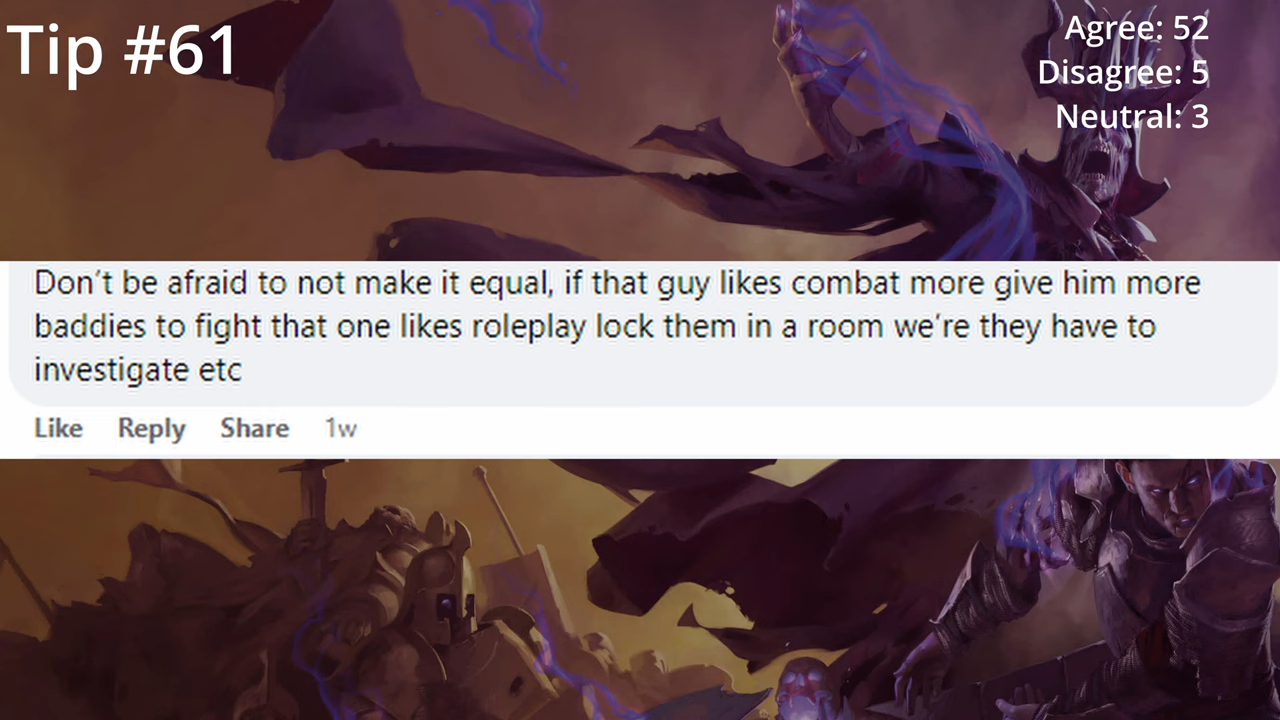 Tip #61
Agree: 52
Disagree: 5
Neutral: 3
Don't be afraid to not make it equal, if that guy likes combat more give him more
baddies to fight that one likes roleplay lock them in a room we're they have to
investigate etc
Like Reply Share 1w